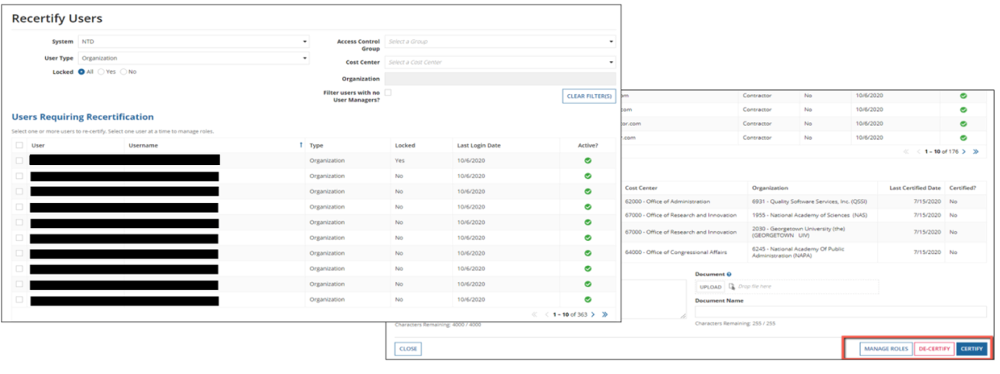 Recertify Users
System NTD
User Type Organization
Locked All Yes No
Access Control Group Select a Group
Cost Center Select a Cost Center
Organization
Filter users with no User Managers?
CLEAR FILTER(S)
Users Requiring Recertification
Select one or more users to re-certify. Select one user at a time to manage roles.
User Username Type Locked Last Login Date Active?
Organization Yes 10/6/2020
Organization No 10/6/2020
Organization No 10/6/2020
Organization No 10/6/2020
Organization No 10/6/2020
Organization No 10/6/2020
Organization No 10/6/2020
Organization No 10/6/2020
Organization No 10/6/2020
Organization No 10/6/2020
1 - 10 of 363
om Contractor No 10/6/2020
.com Contractor No 10/6/2020
or.com Contractor No 10/6/2020
r.com Contractor No 10/6/2020
1 - 10 of 176
Cost Center Organization Last Certified Date Certified?
62000 - Office of Administration 6931 - Quality Software Services, Inc. (QSSI) 7/15/2020 No
67000 - Office of Research and Innovation 1955 - National Academy of Sciences (NAS) 7/15/2020 No
67000 - Office of Research and Innovation 2030 - Georgetown University (the) (GEORGETOWN UIV) 7/15/2020 No
64000 - Office of Congressional Affairs 6245 - National Academy Of Public Administration (NAPA) 7/15/2020 No
Document
UPLOAD Drop file here
Document Name
Characters Remaining: 4000 / 4000
Characters Remaining: 255 / 255
CLOSE
MANAGE ROLES DE-CERTIFY CERTIFY